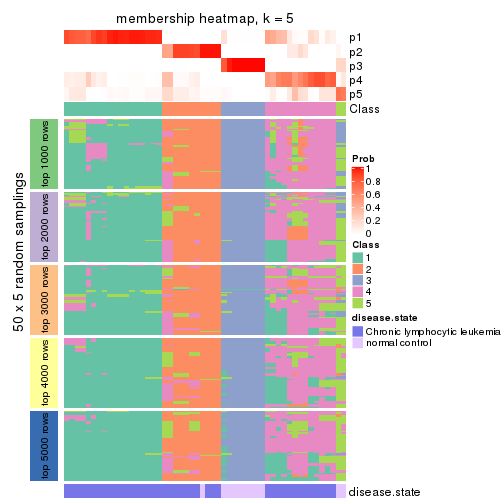 membership heatmap, k = 5
p1
p2
p3
p4
p5
Class
50 x 5 random samplings
top 1000 rows
top 2000 rows
top 3000 rows
top 4000 rows
top 5000 rows
Prob
1
0.8
0.6
0.4
0.2
0
Class
1
2
3
4
5
disease.state
Chronic lymphocytic leukemia
normal control
disease.state